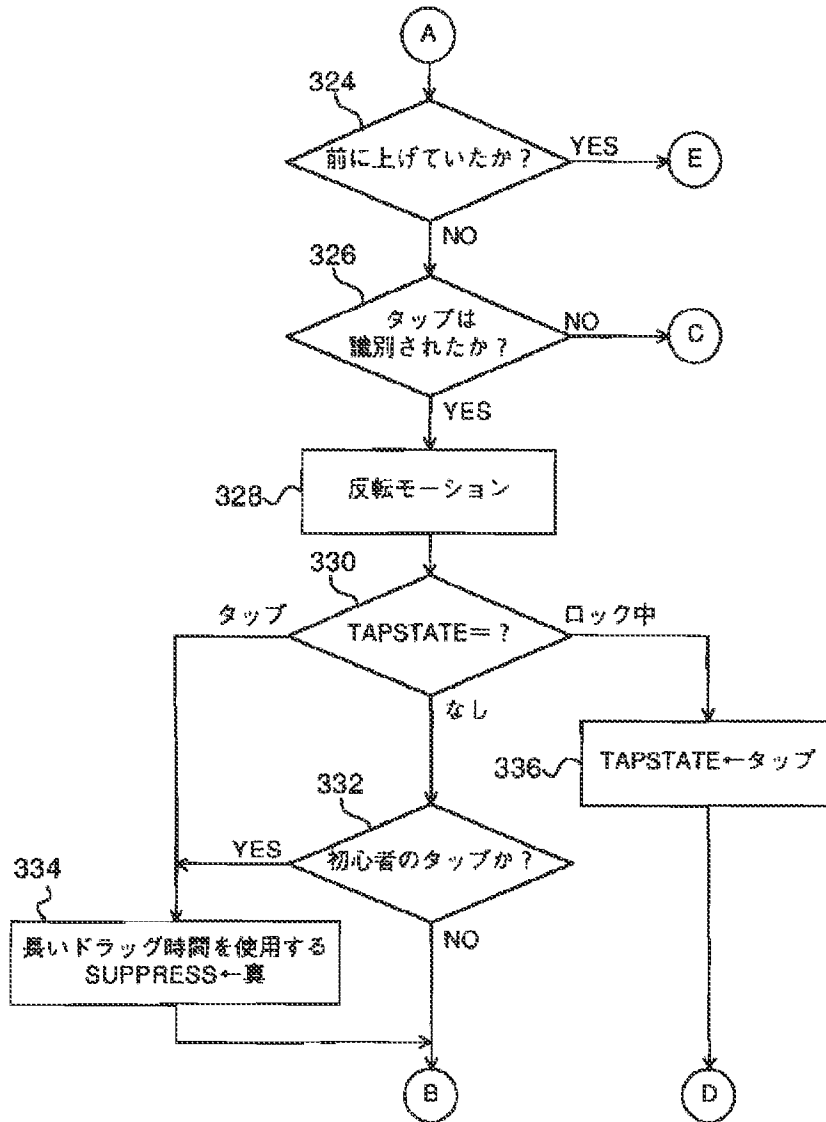 A
324
前に上げていたか?
YES
E
NO
326
タップは
識別されたか?
NO
C
YES
328
反転モーション
330
タップ
TAPSTATE=?
ロック中
なし
336
TAPSTATE←タップ
332
YES
初心者のタップか?
334
NO
長いドラッグ時間を使用する
SUPPRESS←真
B
D